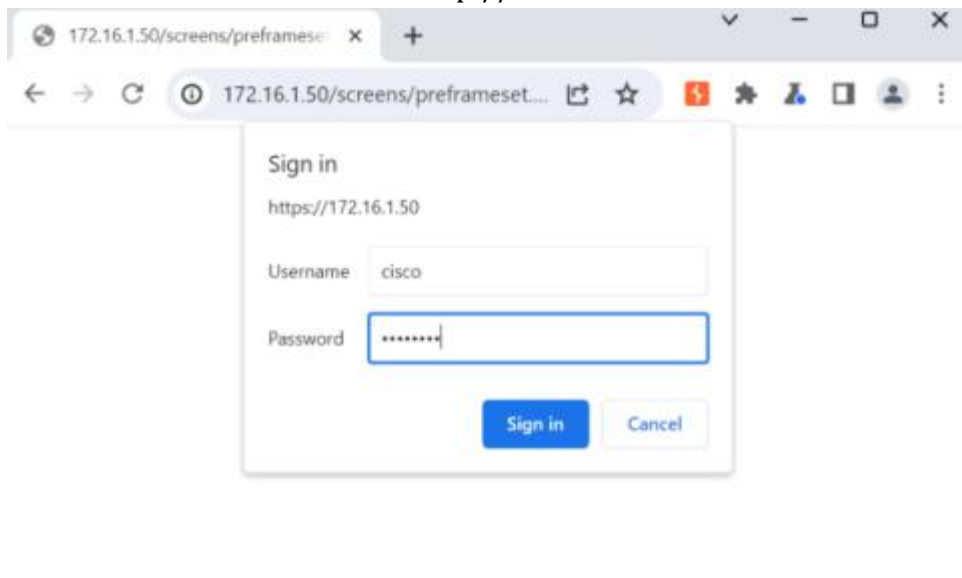 172.16.1.50/screens/preframese
172.16.1.50/screens/preframeset....
Sign in
https://172.16.1.50
Username cisco
Password ••••••••
Sign in Cancel